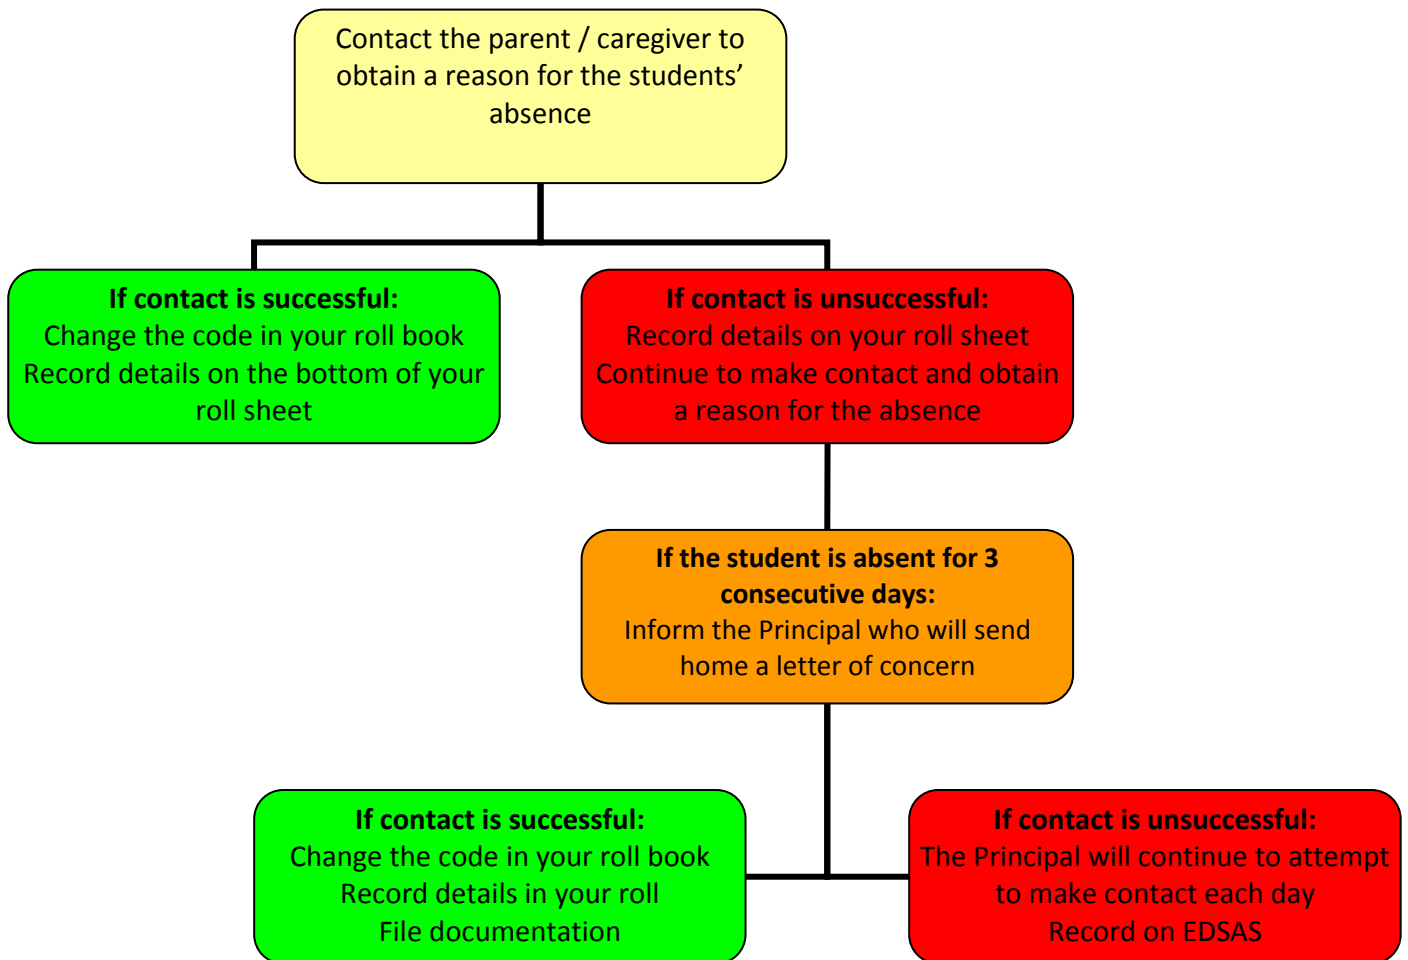 Contact the parent / caregiver to
obtain a reason for the students’
absence
If contact is successful:
Change the code in your roll book
Record details on the bottom of your
roll sheet
If contact is unsuccessful:
Record details on your roll sheet
Continue to make contact and obtain
a reason for the absence
If the student is absent for 3
consecutive days:
Inform the Principal who will send
home a letter of concern
If contact is successful:
Change the code in your roll book
Record details in your roll
File documentation
If contact is unsuccessful:
The Principal will continue to attempt
to make contact each day
Record on EDSAS